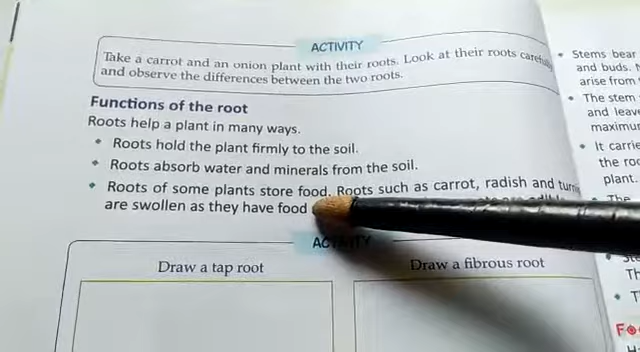 ACTIVITY
Take a carrot and an onion plant with their roots. Look at their roots carefully
and observe the differences between the two roots.
Functions of the root
Roots help a plant in many ways.
Roots hold the plant firmly to the soil.
Roots absorb water and minerals from the soil.
Roots of some plants store food. Roots such as carrot, radish and
are swollen as they have food
ACTIVITY
Draw a tap root
Draw a fibrous root
Stems bear
and buds.
arise from
The stem
and leave
It carrie
the roo
plant.
The